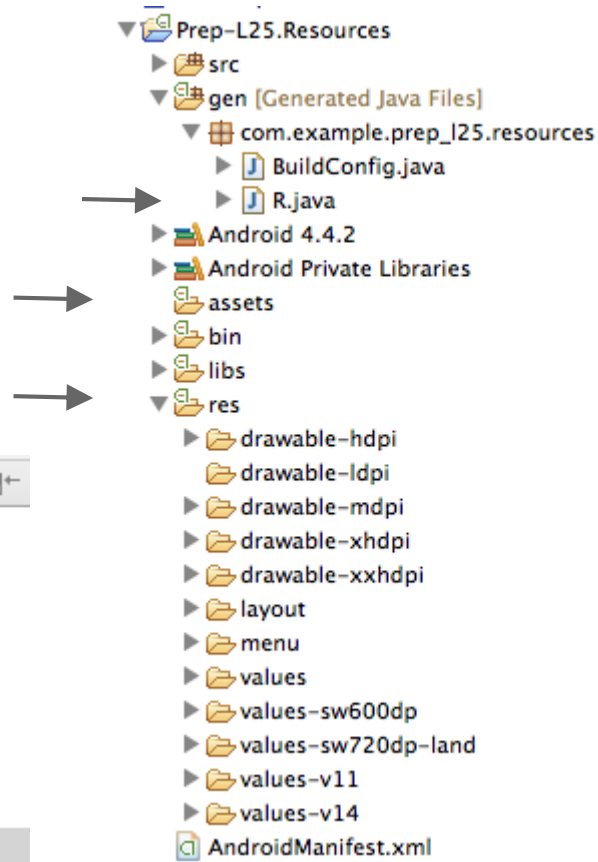 Prep-L25.Resources
src
gen [Generated Java Files]
com.example.prep_l25.resources
BuildConfig.java
R.java
Android 4.4.2
Android Private Libraries
assets
bin
libs
res
drawable-hdpi
drawable-ldpi
drawable-mdpi
drawable-xhdpi
drawable-xxhdpi
layout
menu
values
values-sw600dp
values-sw720dp-land
values-v11
values-v14
AndroidManifest.xml